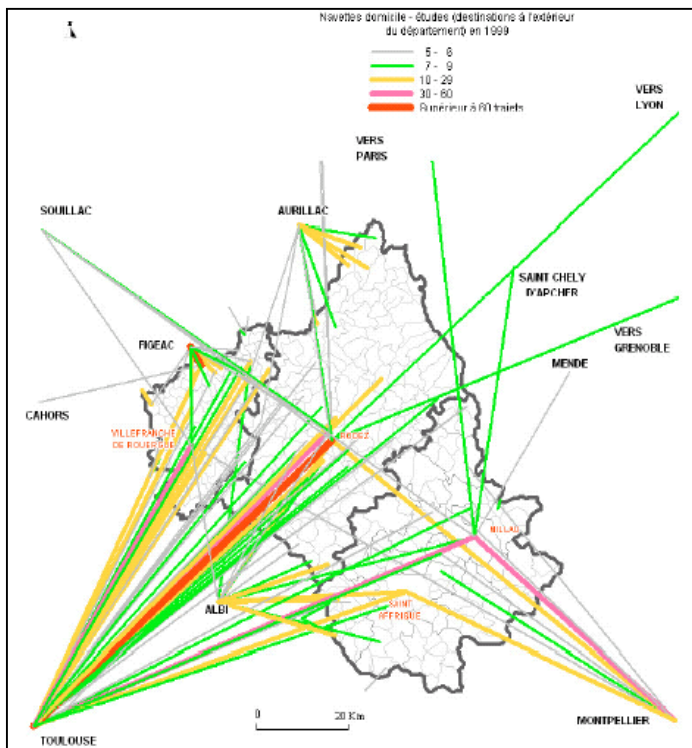 Navettes domicile - études (destinations à l'extérieur
du département) en 1999
5 - 6
7 - 9
10 - 29
30 - 60
Supérieur à 60 trajets
VERS
LYON
VERS
PARIS
SOUILLAC
AURILLAC
SAINT CHELY
D'APCHER
VERS
GRENOBLE
FIGEAC
MENDE
CAHORS
VILLEFRANCHE
DE ROUERGUE
RODEZ
MILLAU
ALBI
SAINT
AFFRIQUE
0 20 Km
TOULOUSE
MONTPELLIER